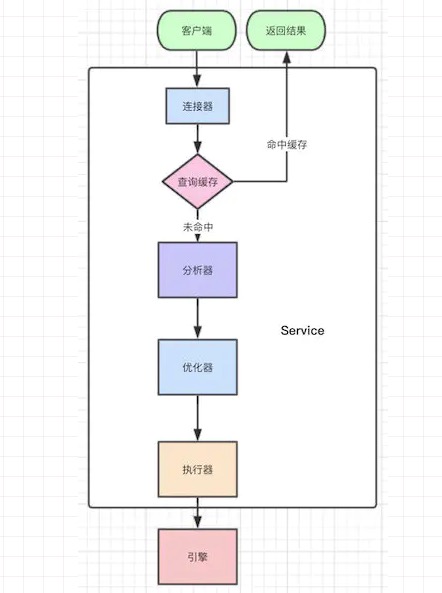 客户端
返回结果
连接器
命中缓存
查询缓存
未命中
分析器
Service
优化器
执行器
引擎